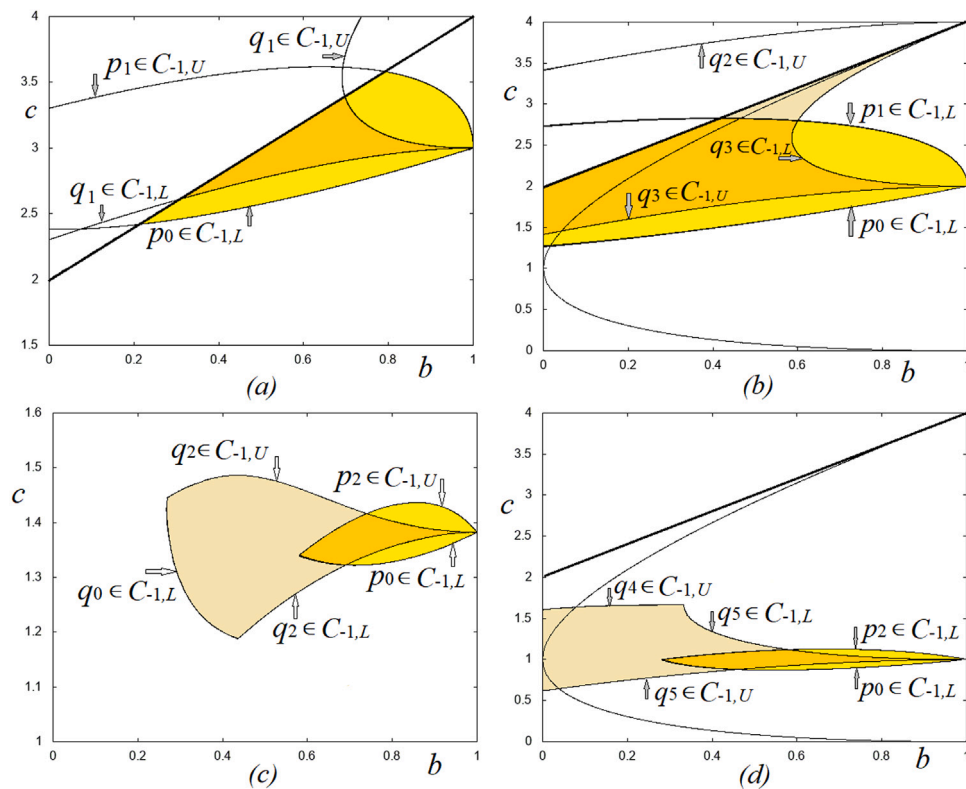 4
3.5
c
3
2.5
2
1.5
0
0.2
0.4
0.6
0.8
1
b
(a)
p1∈C-1,U
q1∈C-1,U
q1∈C-1,L
p0∈C-1,L
4
3.5
c
3
2.5
2
1.5
1
0.5
0
0
0.2
0.4
0.6
0.8
1
b
(b)
q2∈C-1,U
p1∈C-1,L
q3∈C-1,L
q3∈C-1,U
p0∈C-1,L
1.6
1.5
c
1.4
1.3
1.2
1.1
1
0
0.2
0.4
0.6
0.8
1
b
(c)
q2∈C-1,U
p2∈C-1,U
q0∈C-1,L
p0∈C-1,L
q2∈C-1,L
4
3.5
c
3
2.5
2
1.5
1
0.5
0
0
0.2
0.4
0.6
0.8
1
b
(d)
q4∈C-1,U
q5∈C-1,L
p2∈C-1,L
q5∈C-1,U
p0∈C-1,L